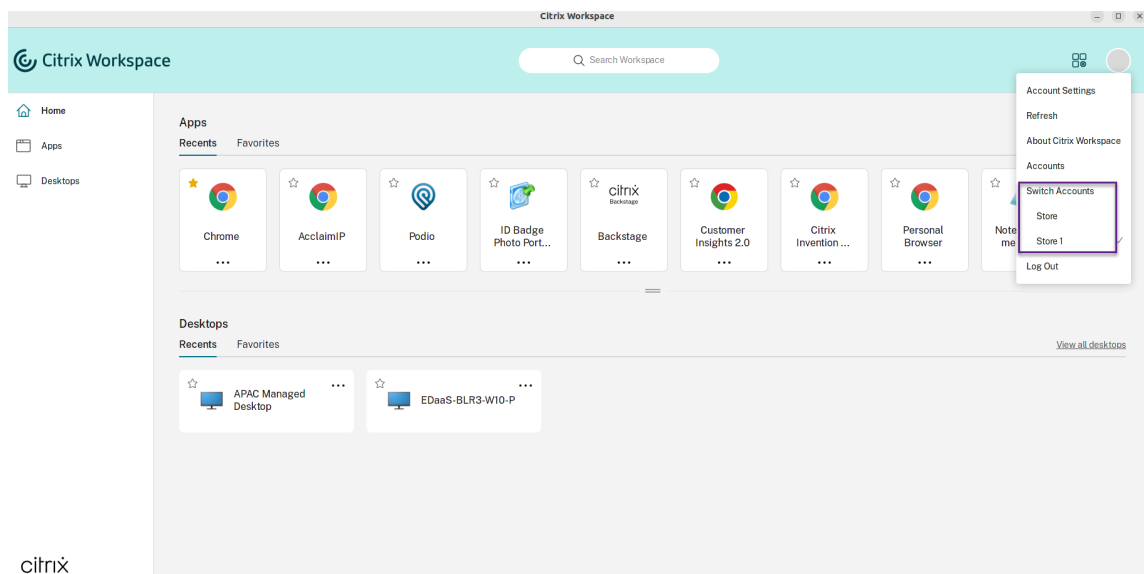 Citrix Workspace
Citrix Workspace
Search Workspace
Account Settings
Refresh
About Citrix Workspace
Accounts
Switch Accounts
Store
Store 1
Log Out
Home
Apps
Desktops
Apps
Recents Favorites
Chrome
AcclaimIP
Podio
ID Badge
Photo Port...
citrix
Backstage
Backstage
Customer
Insights 2.0
Citrix
Invention ...
Personal
Browser
Note
me
Desktops
Recents Favorites
View all desktops
APAC Managed
Desktop
EDaaS-BLR3-W10-P
citrix